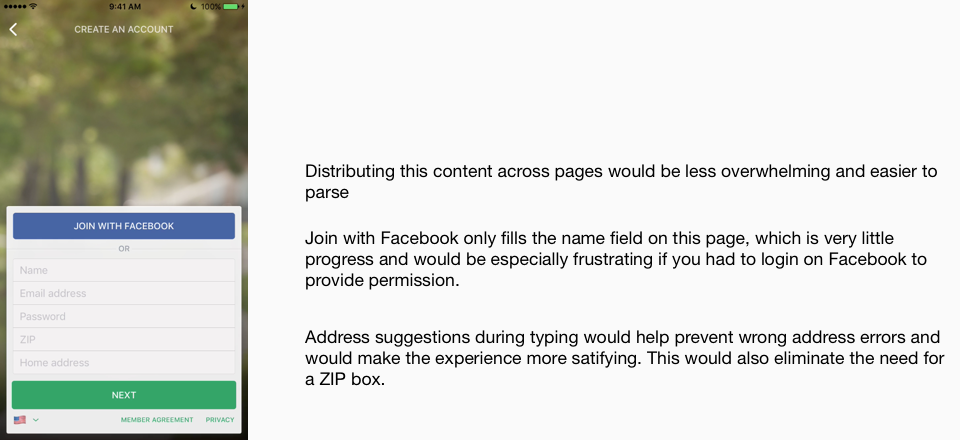 9:41 AM
100%
CREATE AN ACCOUNT
JOIN WITH FACEBOOK
OR
Name
Email address
Password
ZIP
Home address
NEXT
MEMBER AGREEMENT PRIVACY
Distributing this content across pages would be less overwhelming and easier to
parse
Join with Facebook only fills the name field on this page, which is very little
progress and would be especially frustrating if you had to login on Facebook to
provide permission.
Address suggestions during typing would help prevent wrong address errors and
would make the experience more satifying. This would also eliminate the need for
a ZIP box.